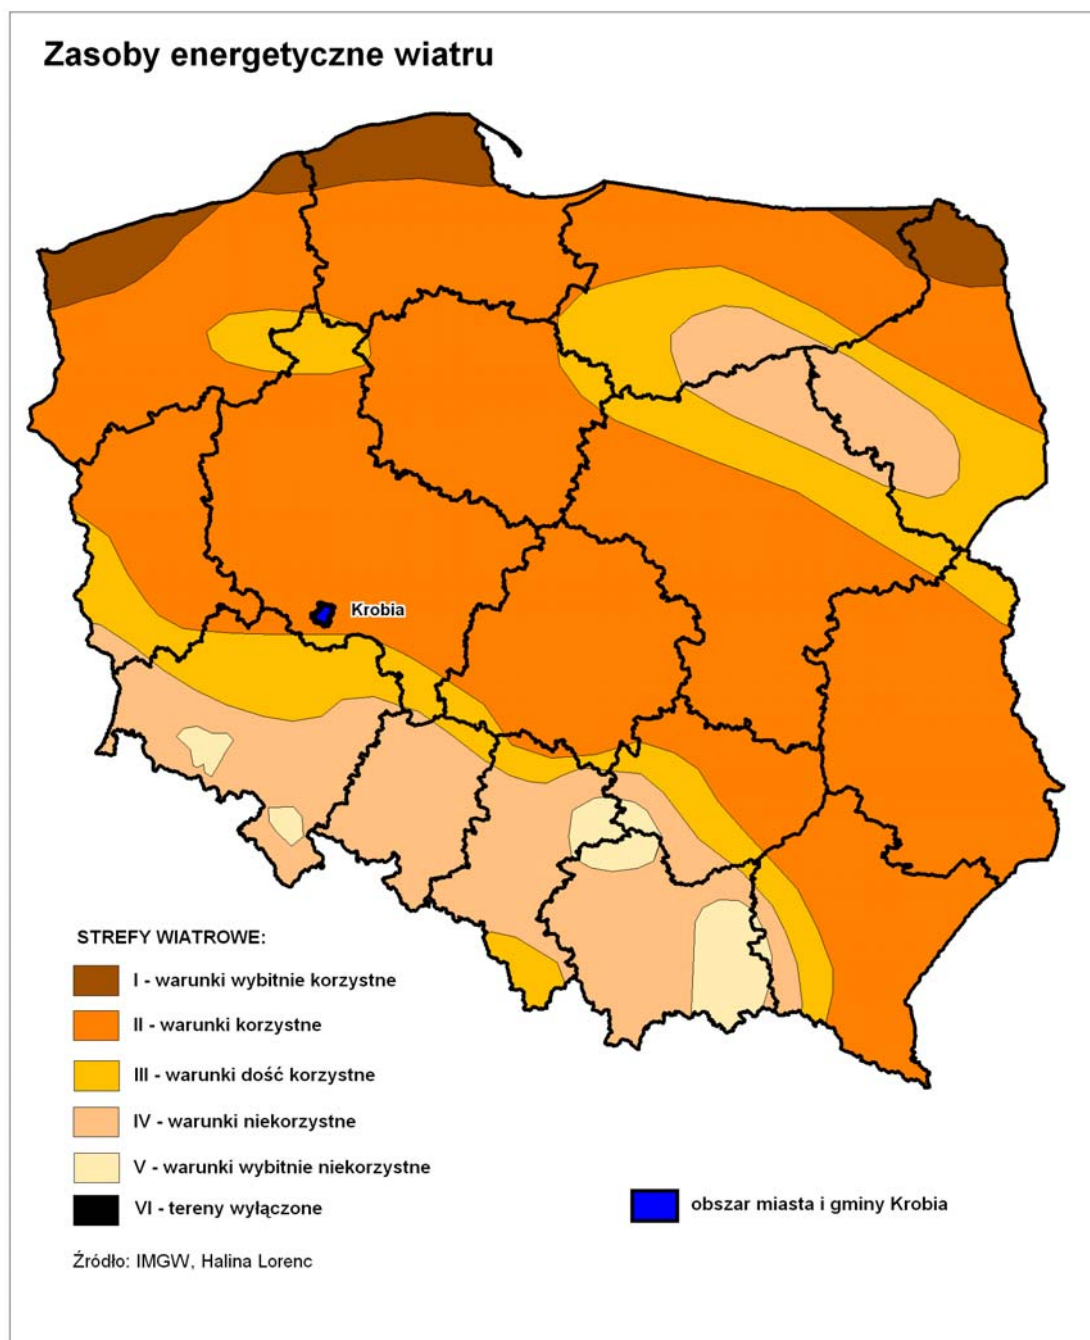 Zasoby energetyczne wiatru
Krobia
STREFY WIATROWE:
I - warunki wybitnie korzystne
II - warunki korzystne
III - warunki dość korzystne
IV - warunki niekorzystne
V - warunki wybitnie niekorzystne
VI - tereny wyłączone
obszar miasta i gminy Krobia
Źródło: IMGW, Halina Lorenc